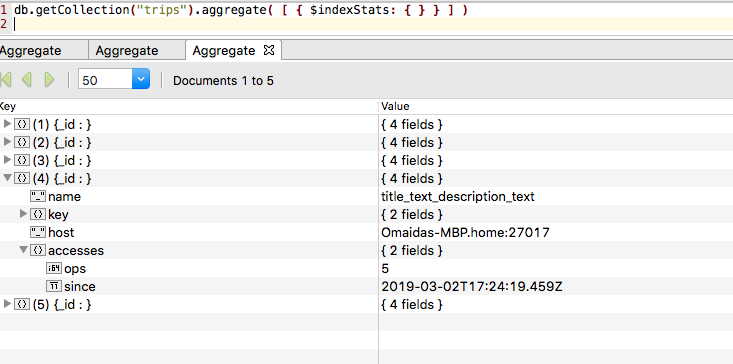 1 db.getCollection("trips").aggregate( [ { $indexStats: { } } ] )
2
Aggregate Aggregate Aggregate
50 Documents 1 to 5
Key Value
(1) {_id : } { 4 fields }
(2) {_id : } { 4 fields }
(3) {_id : } { 4 fields }
(4) {_id : } { 4 fields }
"_" name title_text_description_text
key { 2 fields }
"_" host Omaidas-MBP.home:27017
accesses { 2 fields }
i64 ops 5
since 2019-03-02T17:24:19.459Z
(5) {_id : } { 4 fields }